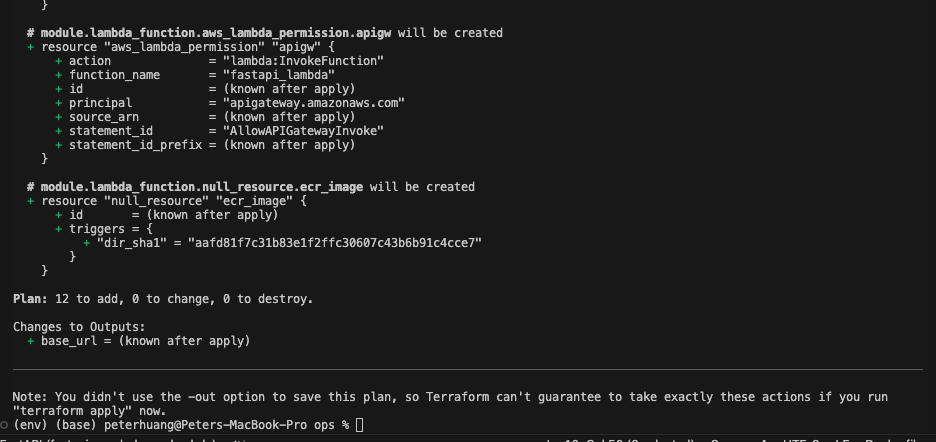 }
# module.lambda_function.aws_lambda_permission.apigw will be created
+ resource "aws_lambda_permission" "apigw" {
+ action = "lambda:InvokeFunction"
+ function_name = "fastapi_lambda"
+ id = (known after apply)
+ principal = "apigateway.amazonaws.com"
+ source_arn = (known after apply)
+ statement_id = "AllowAPIGatewayInvoke"
+ statement_id_prefix = (known after apply)
}
# module.lambda_function.null_resource.ecr_image will be created
+ resource "null_resource" "ecr_image" {
+ id = (known after apply)
+ triggers = {
+ "dir_sha1" = "aafd81f7c31b83e1f2ffc30607c43b6b91c4cce7"
}
}
Plan: 12 to add, 0 to change, 0 to destroy.
Changes to Outputs:
+ base_url = (known after apply)
Note: You didn't use the -out option to save this plan, so Terraform can't guarantee to take exactly these actions if you run
"terraform apply" now.
(env) (base) peterhuang@Peters-MacBook-Pro ops %